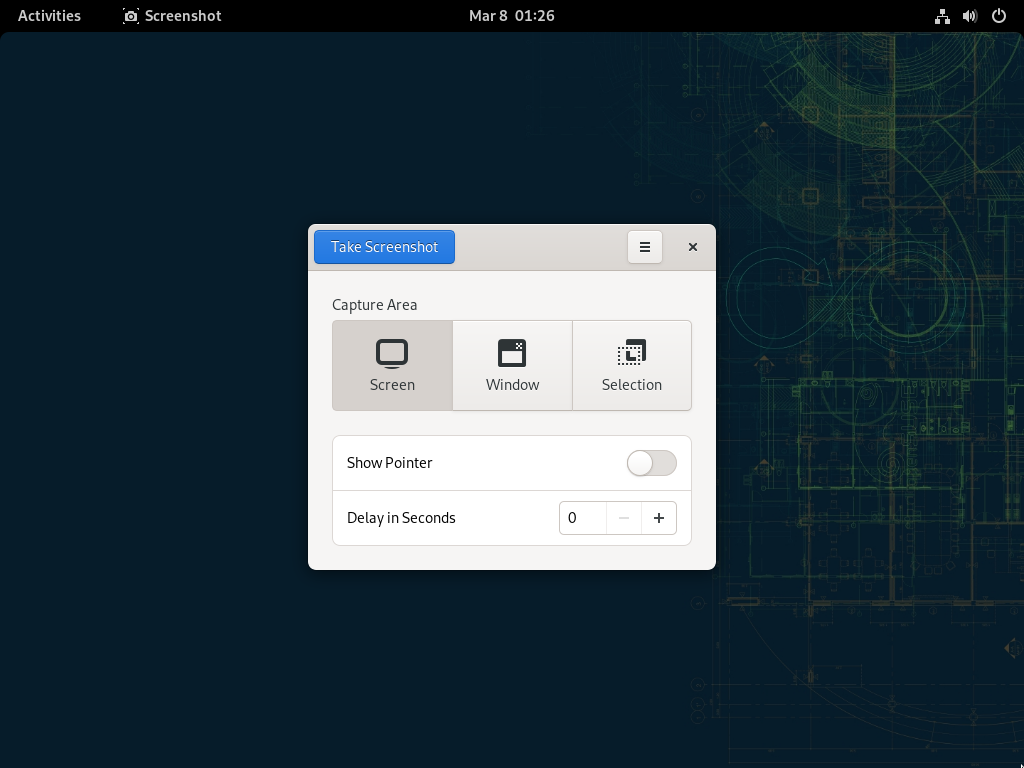 Activities Screenshot Mar 8 01:26
Take Screenshot
Capture Area
Screen Window Selection
Show Pointer
Delay in Seconds 0